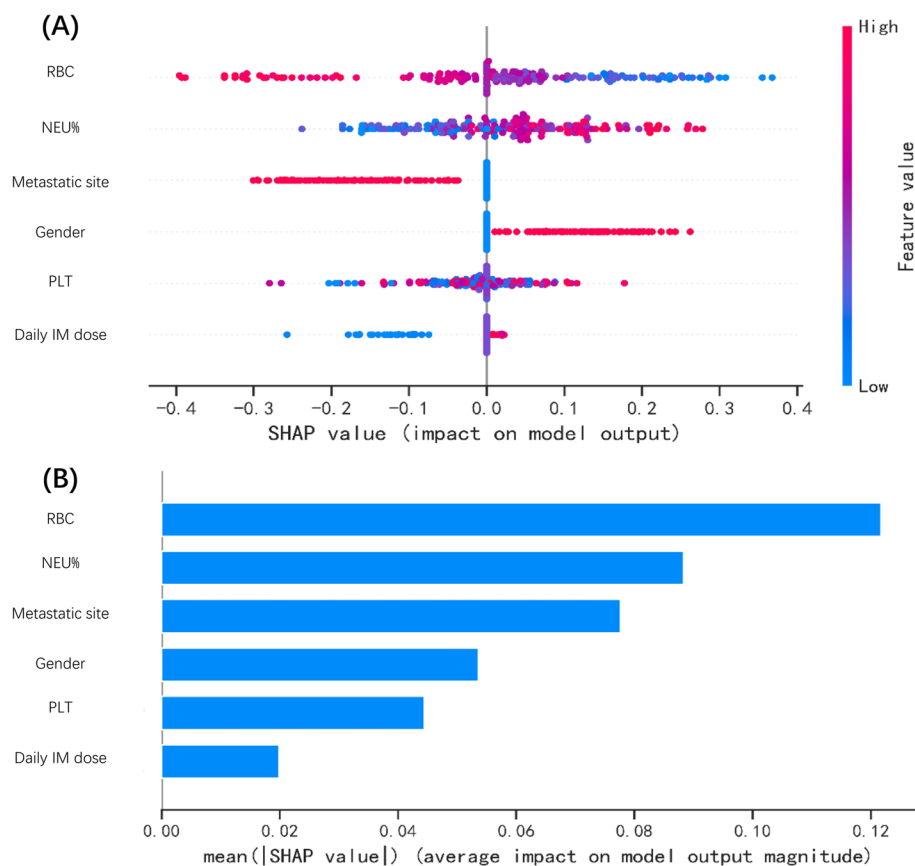 (A)
High
RBC
NEU%
Metastatic site
Gender
PLT
Daily IM dose
Feature value
Low
-0.4 -0.3 -0.2 -0.1 0.0 0.1 0.2 0.3 0.4
SHAP value (impact on model output)
(B)
RBC
NEU%
Metastatic site
Gender
PLT
Daily IM dose
0.00 0.02 0.04 0.06 0.08 0.10 0.12
mean(|SHAP value|) (average impact on model output magnitude)